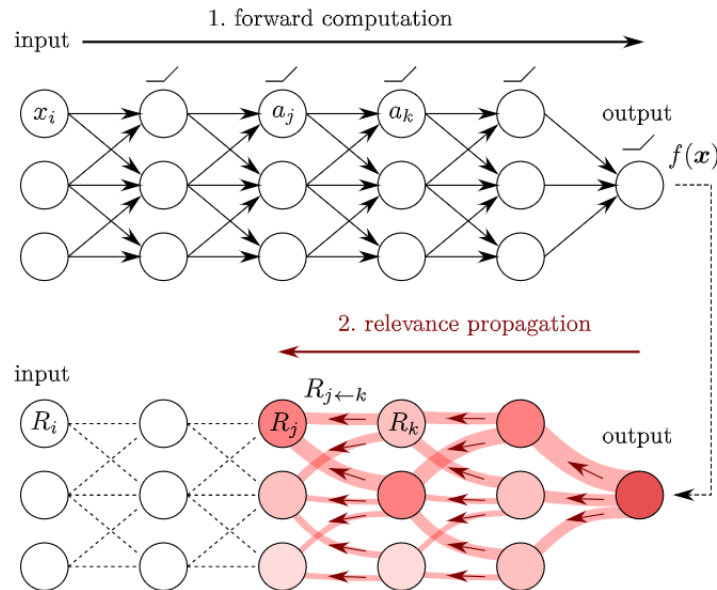 1. forward computation
input
x_i
a_j
a_k
output
f(x)
2. relevance propagation
input
R_{j←k}
R_i
R_j
R_k
output